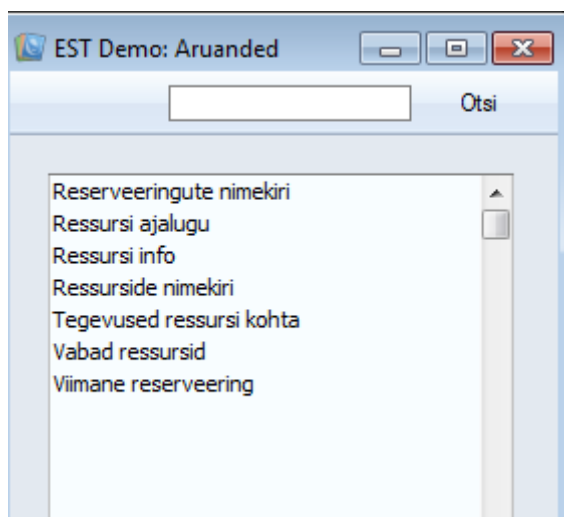 EST Demo: Aruanded
Otsi
Reserveeringute nimekiri
Ressursi ajalugu
Ressursi info
Ressurside nimekiri
Tegevused ressursi kohta
Vabad ressursid
Viimane reserveering